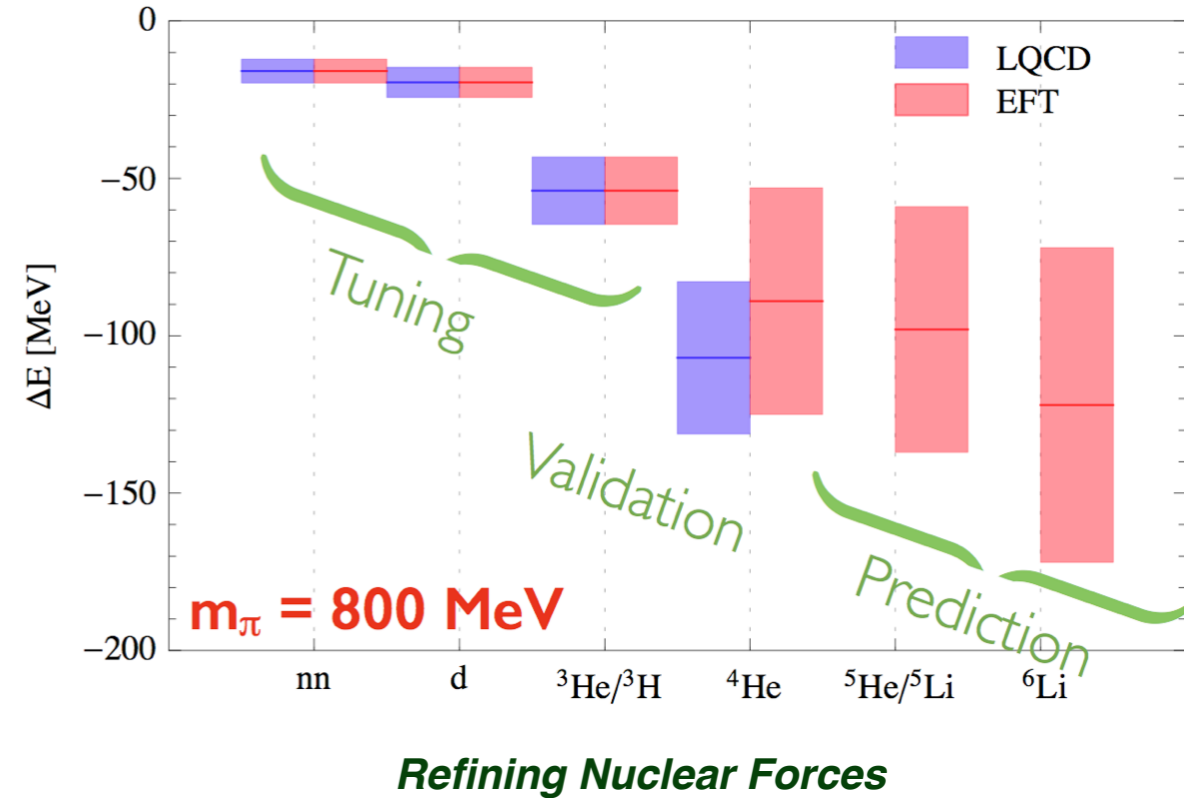 0
−50
−100
−150
−200
ΔE [MeV]
LQCD
EFT
Tuning
Validation
Prediction
mπ = 800 MeV
nn d ³He/³H ⁴He ⁵He/⁵Li ⁶Li
Refining Nuclear Forces